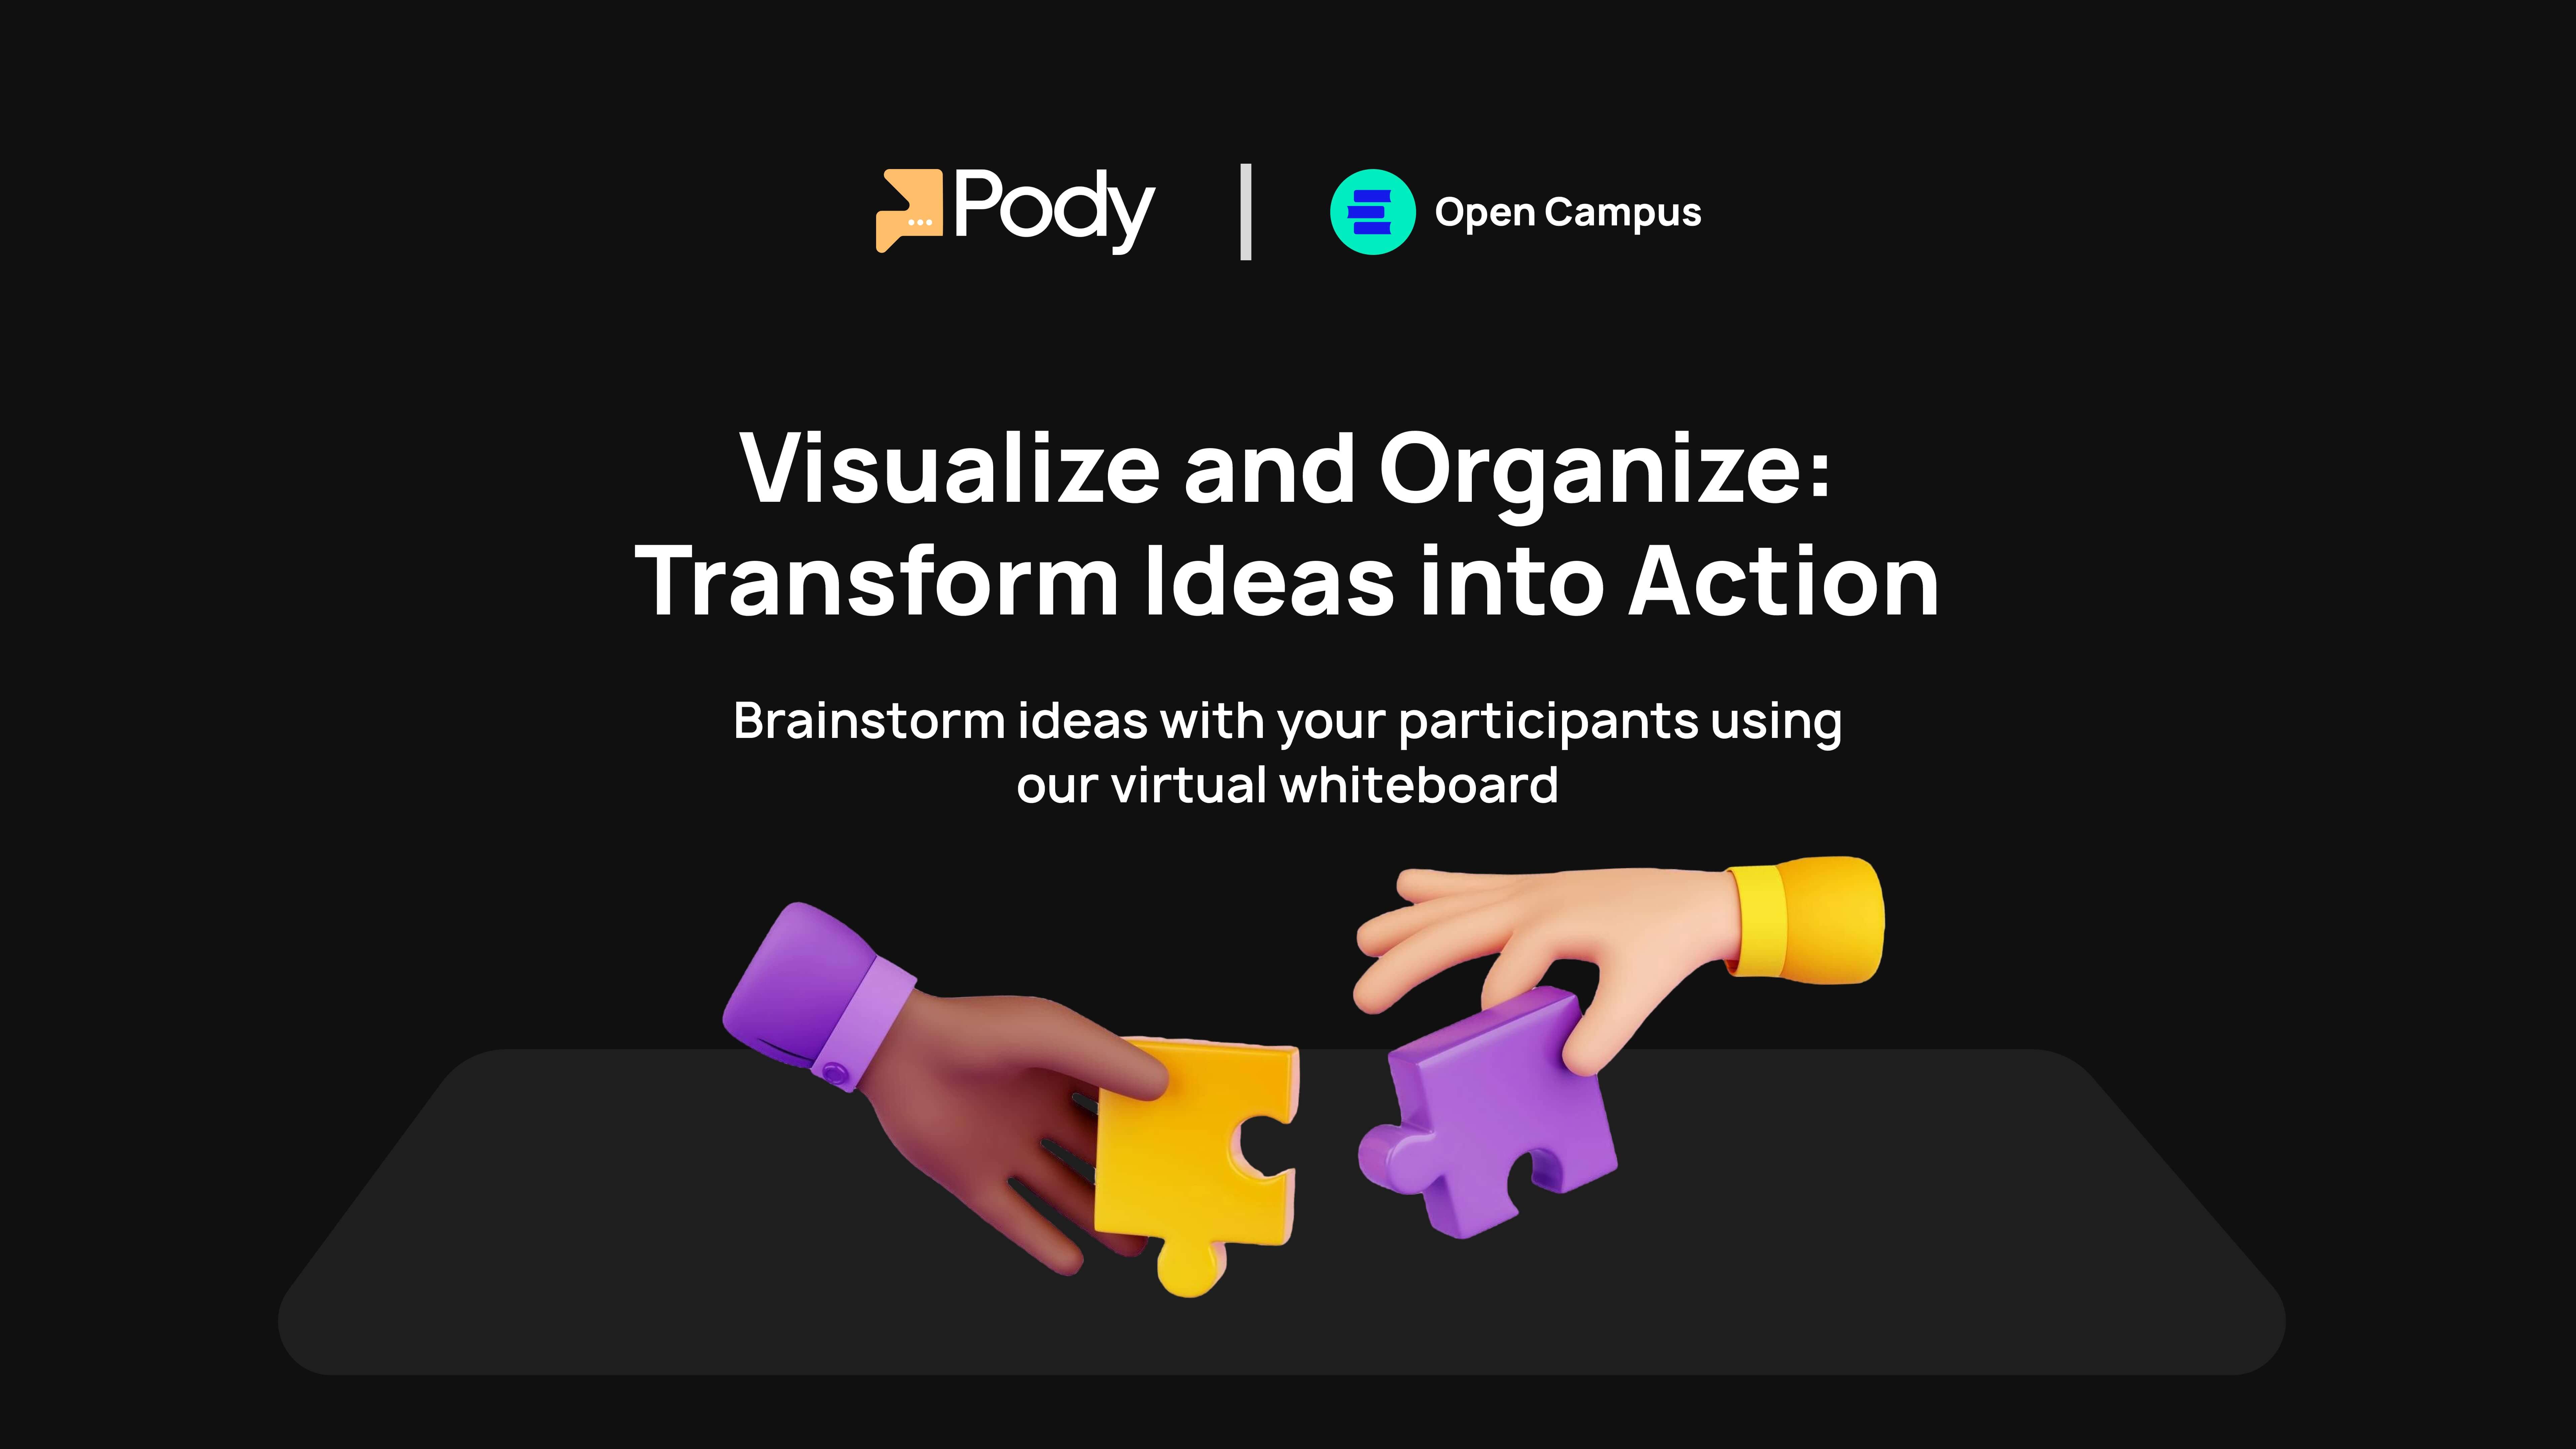 Pody
Open Campus
Visualize and Organize:
Transform Ideas into Action
Brainstorm ideas with your participants using
our virtual whiteboard